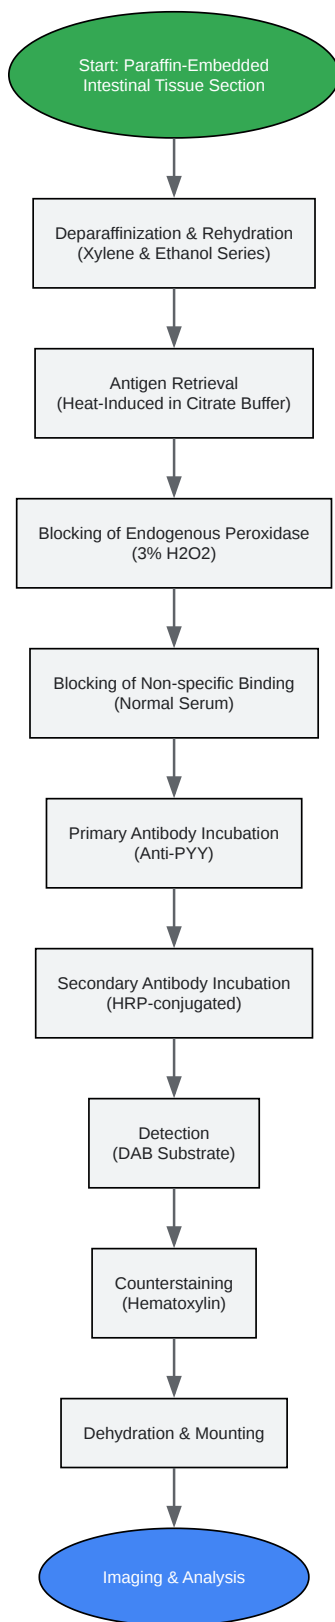 Start: Paraffin-Embedded
Intestinal Tissue Section
Deparaffinization & Rehydration
(Xylene & Ethanol Series)
Antigen Retrieval
(Heat-Induced in Citrate Buffer)
Blocking of Endogenous Peroxidase
(3% H2O2)
Blocking of Non-specific Binding
(Normal Serum)
Primary Antibody Incubation
(Anti-PYY)
Secondary Antibody Incubation
(HRP-conjugated)
Detection
(DAB Substrate)
Counterstaining
(Hematoxylin)
Dehydration & Mounting
Imaging & Analysis